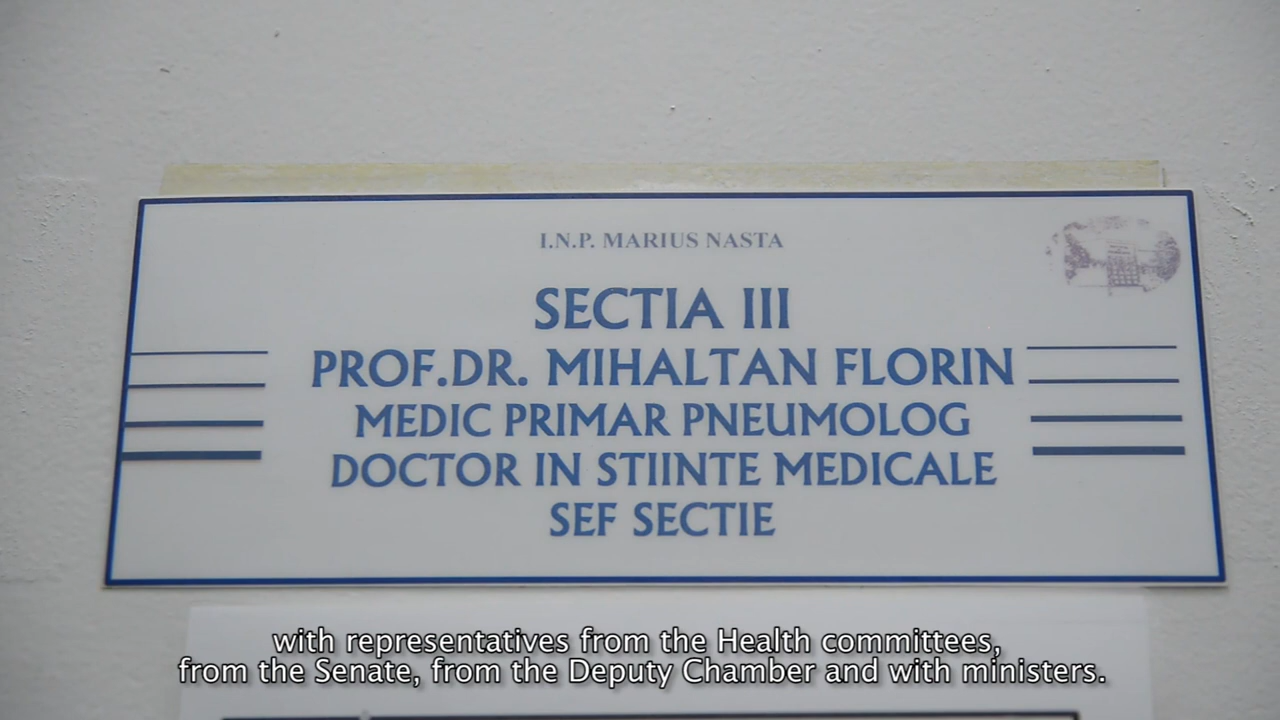 I.N.P. MARIUS NASTA
SECTIA III
PROF.DR. MIHALTAN FLORIN
MEDIC PRIMAR PNEUMOLOG
DOCTOR IN STIINTE MEDICALE
SEF SECTIE
with representatives from the Health committees,
from the Senate, from the Deputy Chamber and with ministers.